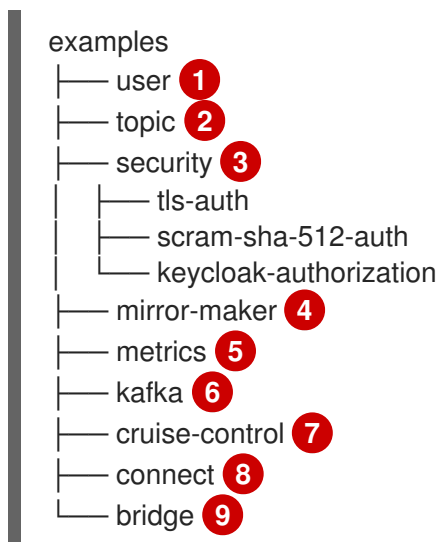 examples
├── user 1
├── topic 2
├── security 3
│   ├── tls-auth
│   ├── scram-sha-512-auth
│   └── keycloak-authorization
├── mirror-maker 4
├── metrics 5
├── kafka 6
├── cruise-control 7
├── connect 8
└── bridge 9